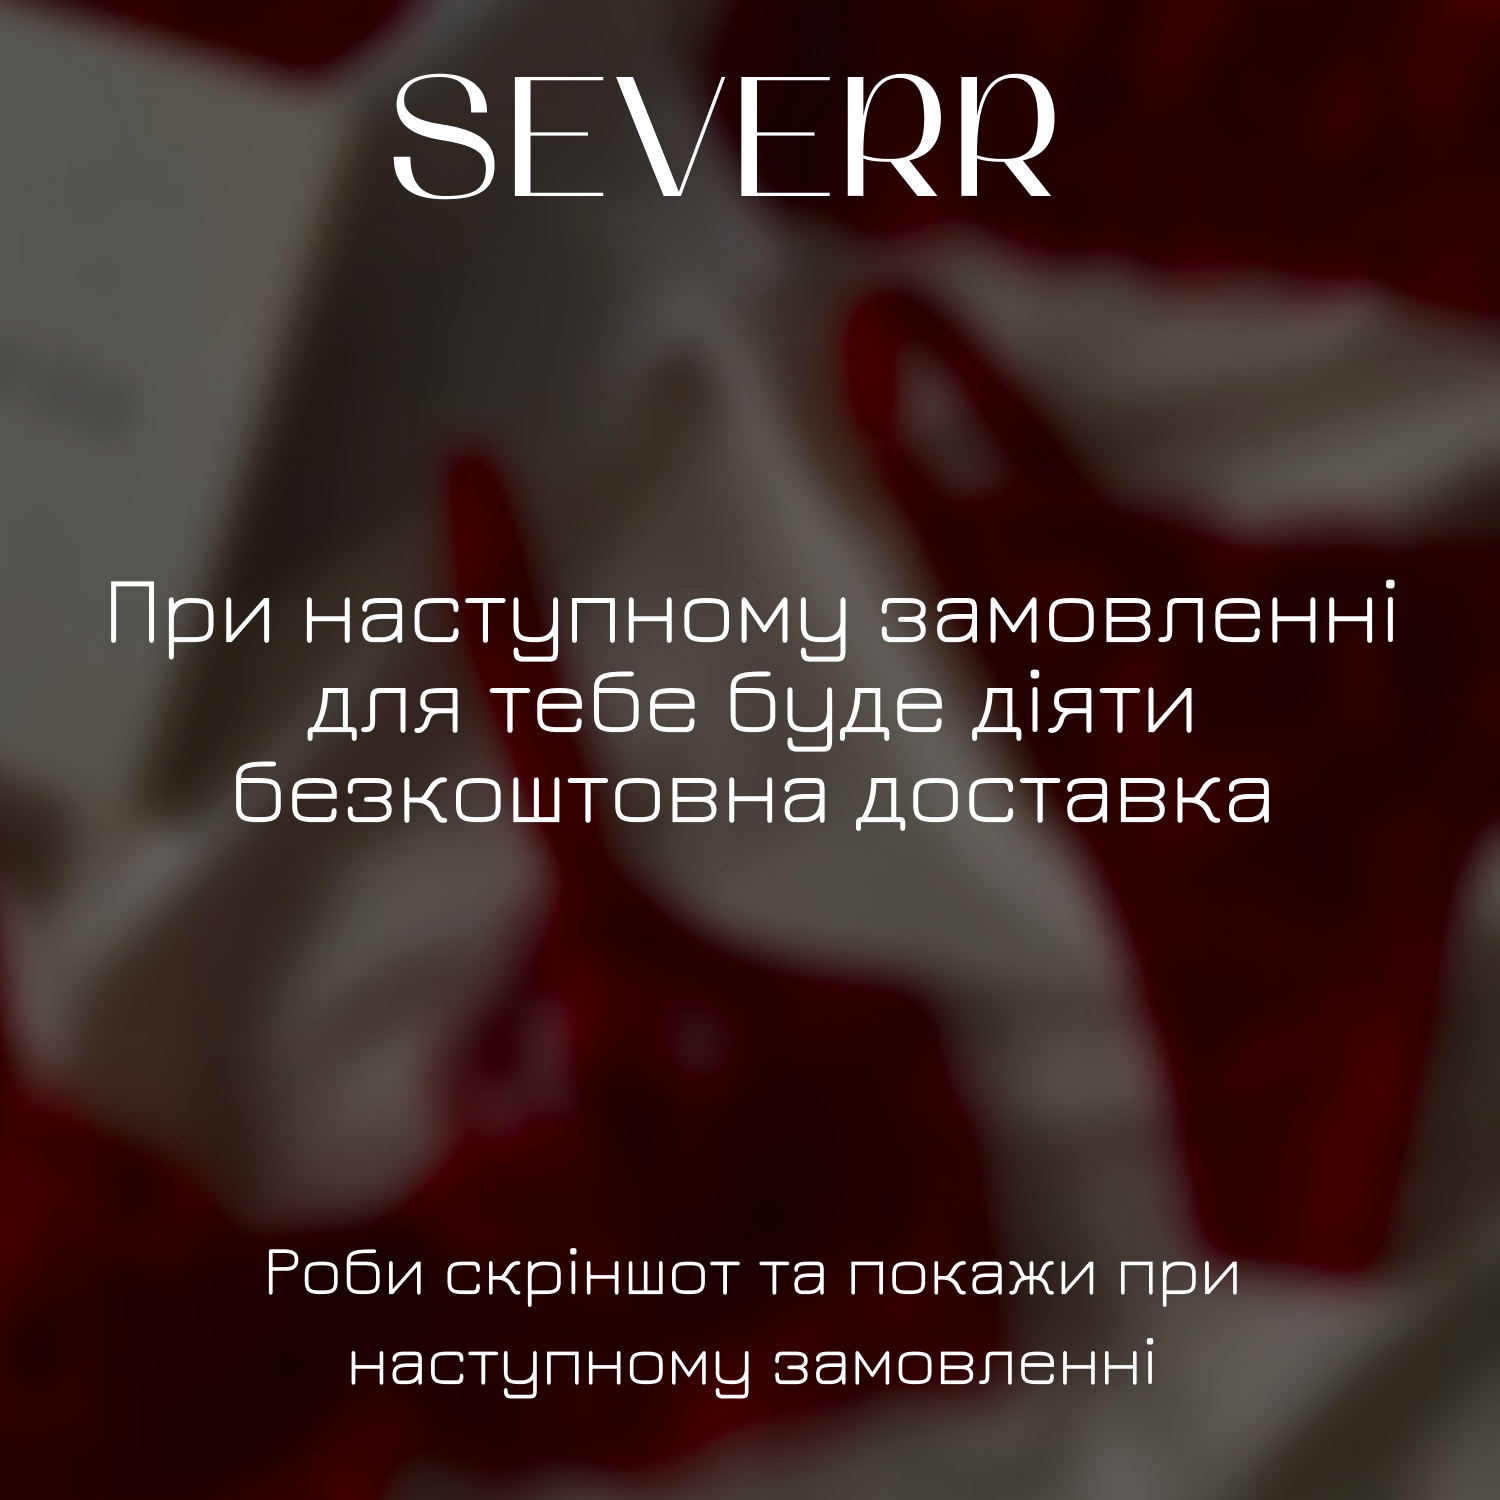 SEVERR
При наступному замовленні
для тебе буде діяти
безкоштовна доставка
Роби скріншот та покажи при
наступному замовленні